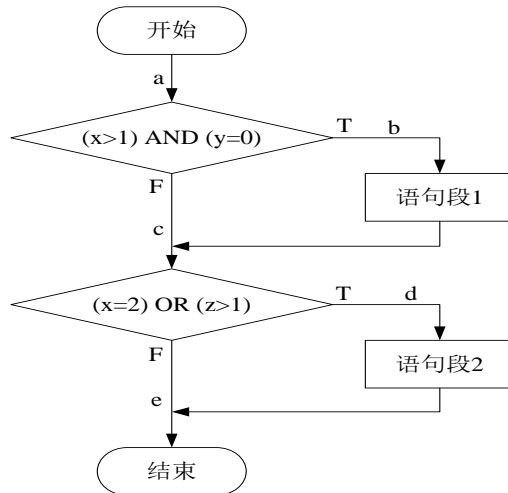 开始
a
(x>1) AND (y=0)
T
b
F
语句段1
c
(x=2) OR (z>1)
T
d
F
语句段2
e
结束